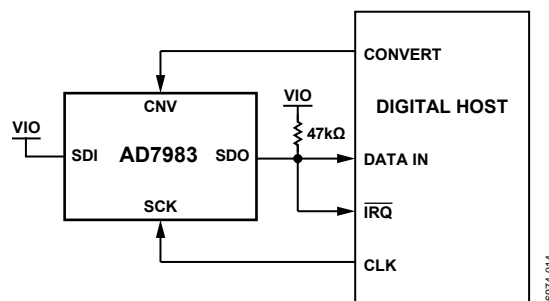 CONVERT
VIO
CNV
DIGITAL HOST
VIO
47kΩ
SDI
AD7983
SDO
DATA IN
SCK
IRQ
CLK